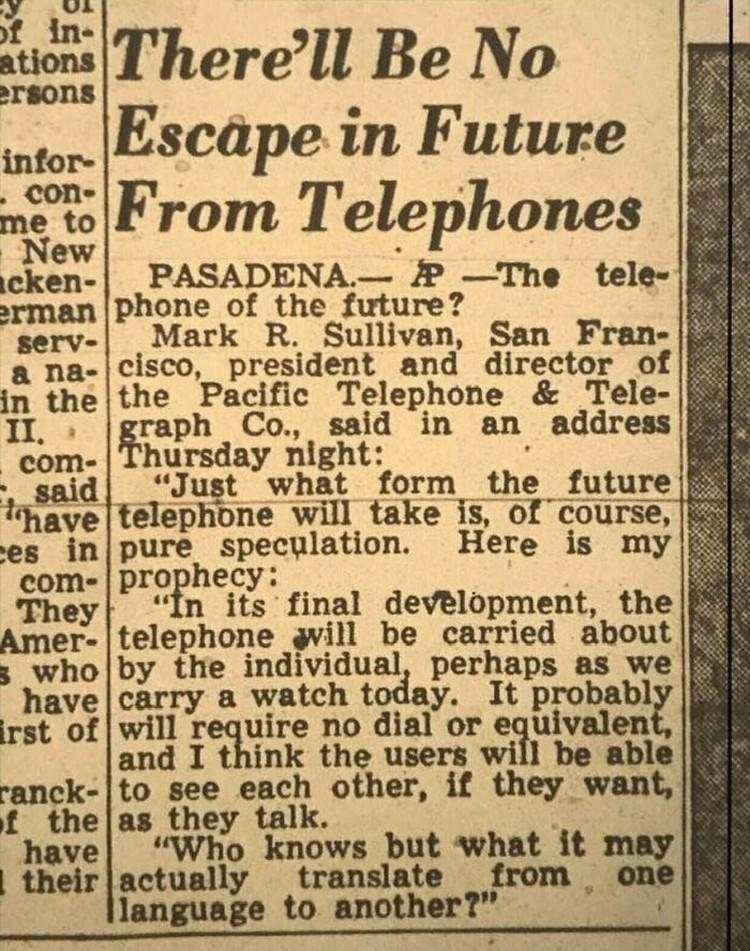 of in-
ations
ersons
infor-
. con-
me to
New
cken-
erman
serv-
a na-
in the
II.
com-
, said
“have
ces in
com-
They
Amer-
s who
have
irst of
ranck-
of the
have
their
There'll Be No
Escape in Future
From Telephones
PASADENA.— AP —The tele-
phone of the future?
Mark R. Sullivan, San Fran-
cisco, president and director of
the Pacific Telephone & Tele-
graph Co., said in an address
Thursday night:
“Just what form the future
telephone will take is, of course,
pure speculation. Here is my
prophecy:
“In its final development, the
telephone will be carried about
by the individual, perhaps as we
carry a watch today. It probably
will require no dial or equivalent,
and I think the users will be able
to see each other, if they want,
as they talk.
“Who knows but what it may
actually translate from one
language to another?”